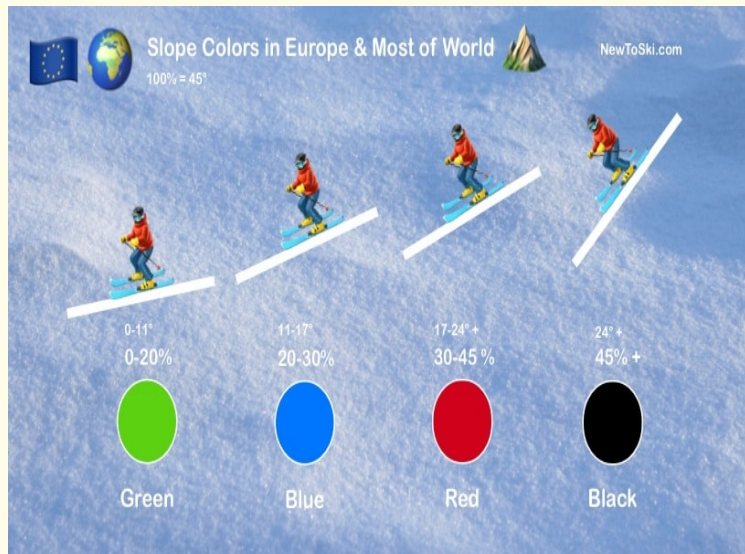 Slope Colors in Europe & Most of World
NewToSki.com
100% = 45°
0-11°
11-17°
17-24° +
24° +
0-20%
20-30%
30-45 %
45% +
Green
Blue
Red
Black